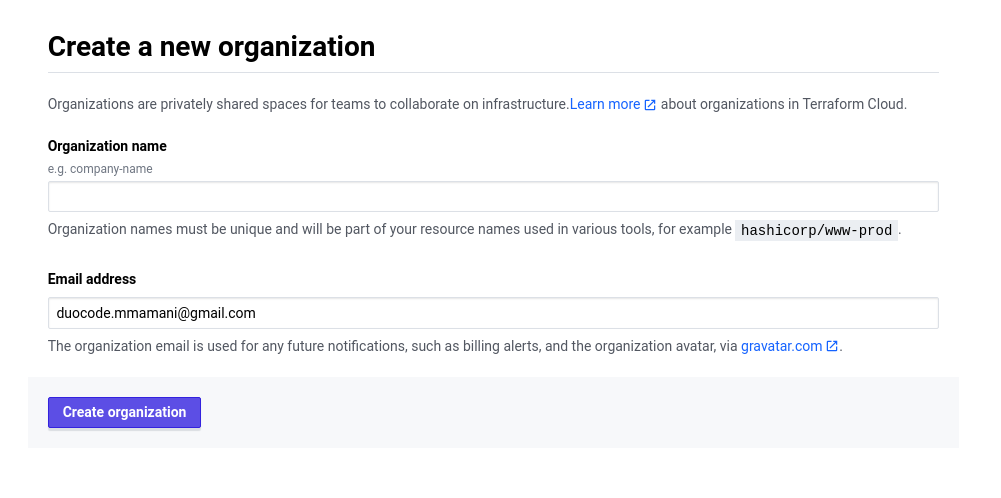 Create a new organization
Organizations are privately shared spaces for teams to collaborate on infrastructure.Learn more about organizations in Terraform Cloud.
Organization name
e.g. company-name
Organization names must be unique and will be part of your resource names used in various tools, for example hashicorp/www-prod.
Email address
duocode.mmamani@gmail.com
The organization email is used for any future notifications, such as billing alerts, and the organization avatar, via gravatar.com.
Create organization